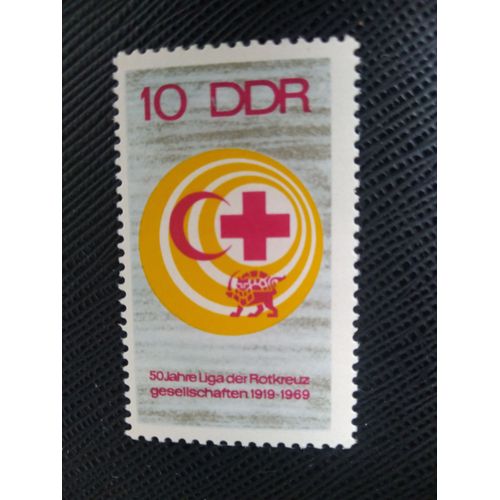 10 DDR
50 Jahre Liga der Rotkreuz
gesellschaften 1919-1969